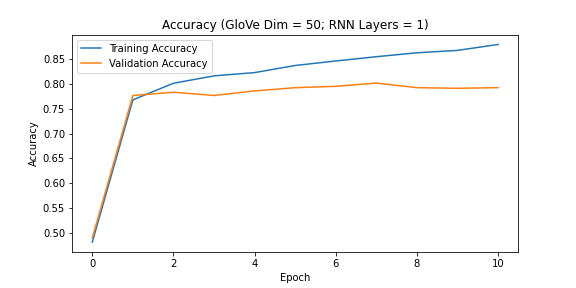 Accuracy (GloVe Dim = 50; RNN Layers = 1)
Training Accuracy
Validation Accuracy
0.85
0.80
0.75
0.70
0.65
0.60
0.55
0.50
Accuracy
0 2 4 6 8 10
Epoch